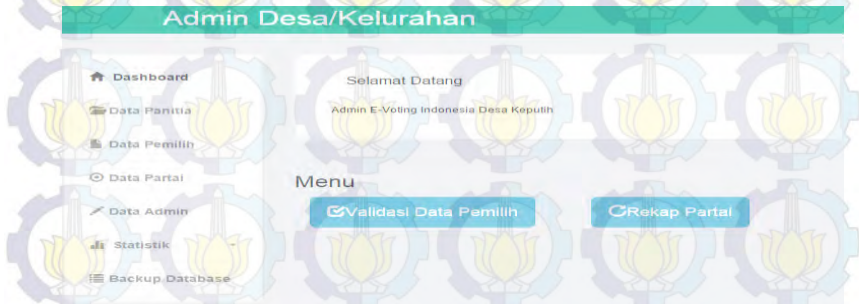 Admin Desa/Kelurahan
Dashboard
Data Panitia
Data Pemilih
Data Partai
Data Admin
Statistik
Backup Database
Selamat Datang
Admin E-Voting Indonesia Desa Keputih
Menu
Validasi Data Pemilih
Rekap Partai